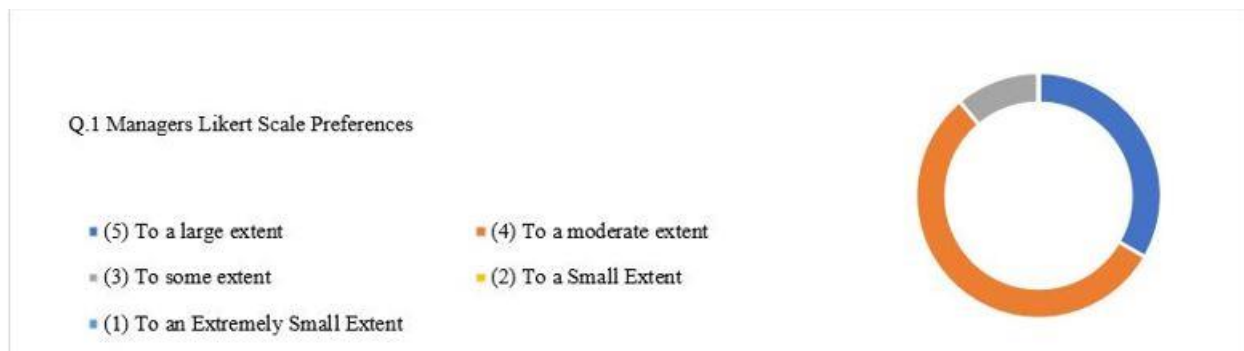 Q.1 Managers Likert Scale Preferences
(5) To a large extent
(4) To a moderate extent
(3) To some extent
(2) To a Small Extent
(1) To an Extremely Small Extent